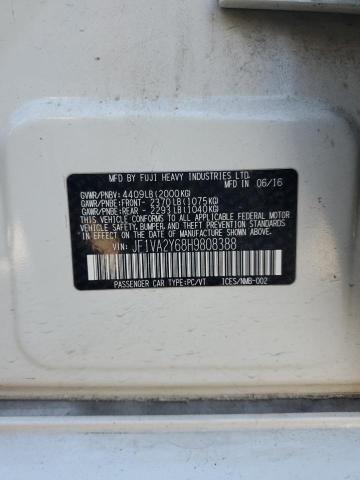 MFD BY FUJI HEAVY INDUSTRIES LTD.
MADE IN 06/16
GVWR/PNBV: 4409LB(2000KG)
GAWR/PNBE:FRONT- 2370LB(1075KG)
GAWR/PNBE:REAR - 2293LB(1040KG)
THIS VEHICLE CONFORMS TO ALL APPLICABLE
FEDERAL MOTOR VEHICLE
SAFETY, BUMPER, AND THEFT PREVENTION
STANDARDS IN EFFECT ON THE DATE OF
MANUFACTURE SHOWN ABOVE.
VIN: JF1VA2Y68H9808388
PASSENGER CAR TYPE:PC/VT ICES/NMB-002